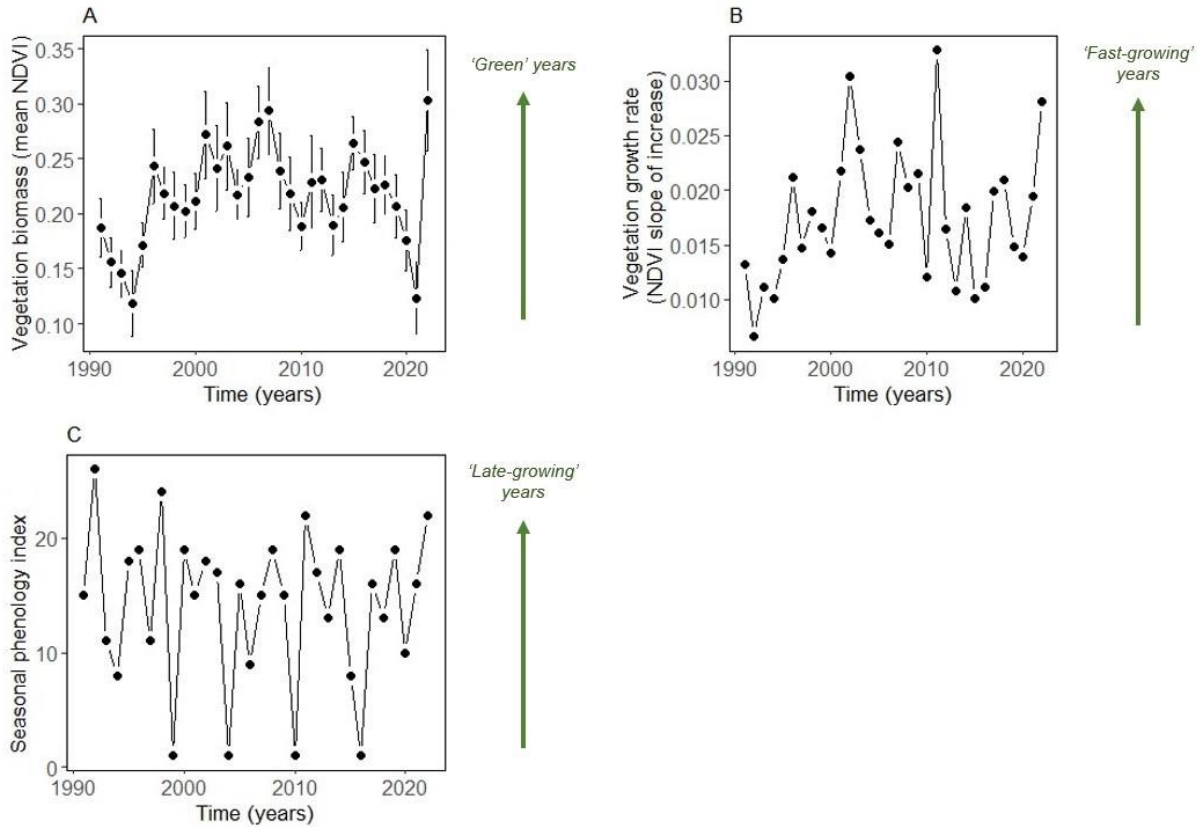 A
Vegetation biomass (mean NDVI)
0.35
0.30
0.25
0.20
0.15
0.10
1990
2000
2010
2020
Time (years)
‘Green’ years
B
Vegetation growth rate
(NDVI slope of increase)
0.030
0.025
0.020
0.015
0.010
1990
2000
2010
2020
Time (years)
‘Fast-growing’
years
C
Seasonal phenology index
20
10
0
1990
2000
2010
2020
Time (years)
‘Late-growing’
years